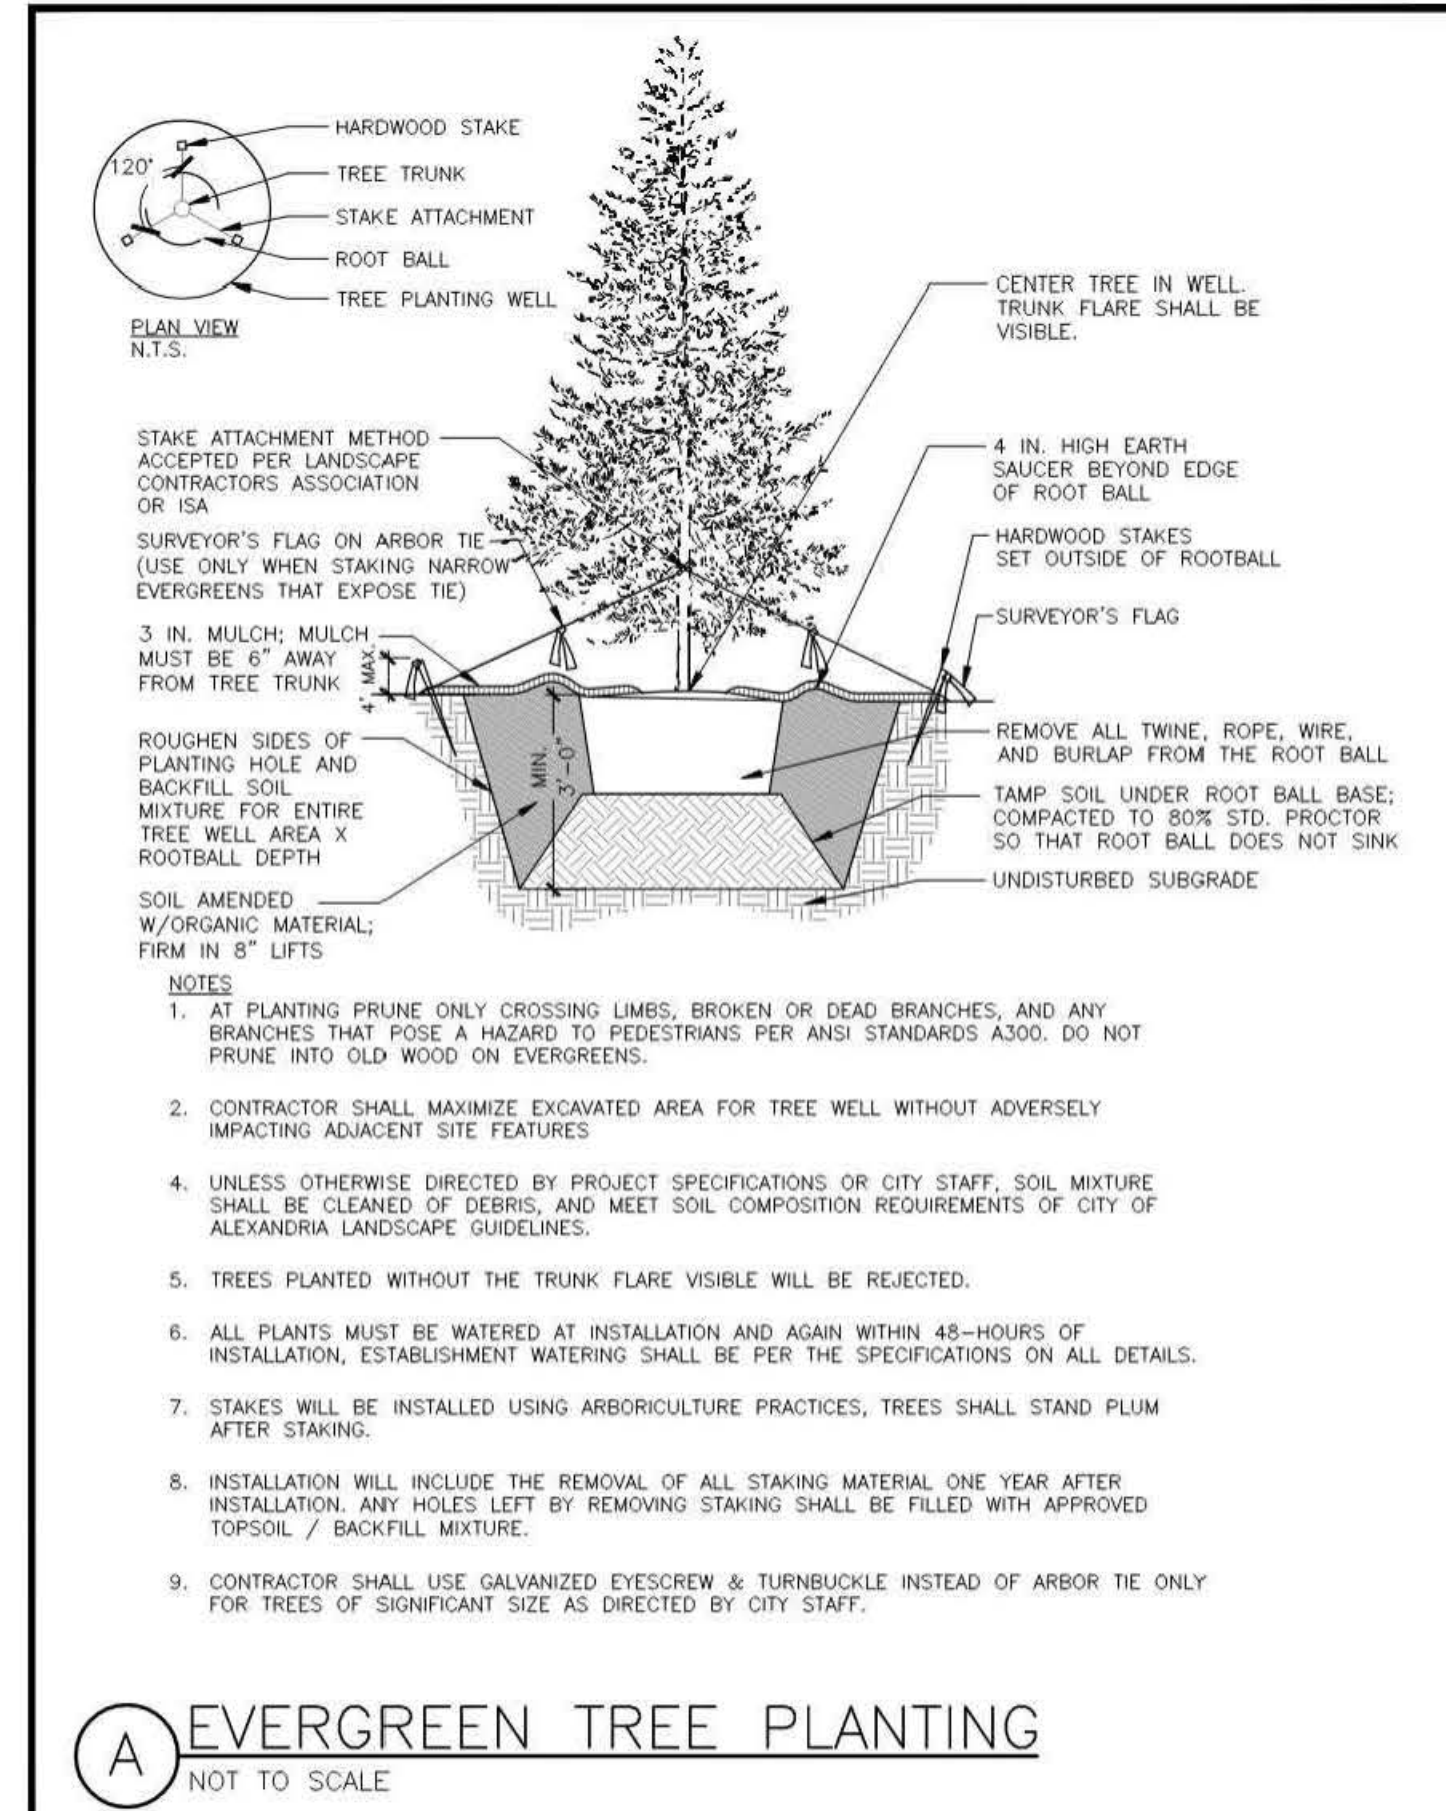 HARDWOOD STAKE
120°
TREE TRUNK
STAKE ATTACHMENT
ROOT BALL
TREE PLANTING WELL
PLAN VIEW
N.T.S.
CENTER TREE IN WELL.
TRUNK FLARE SHALL BE
VISIBLE.
STAKE ATTACHMENT METHOD
ACCEPTED PER LANDSCAPE
CONTRACTORS ASSOCIATION
OR ISA
SURVEYOR'S FLAG ON ARBOR TIE
(USE ONLY WHEN STAKING NARROW
EVERGREENS THAT EXPOSE TIE)
3 IN. MULCH; MULCH
MUST BE 6" AWAY
FROM TREE TRUNK
4' MAX.
ROUGHEN SIDES OF
PLANTING HOLE AND
BACKFILL SOIL
MIXTURE FOR ENTIRE
TREE WELL AREA X
ROOTBALL DEPTH
SOIL AMENDED
W/ORGANIC MATERIAL;
FIRM IN 8" LIFTS
MIN.
3'-0"
4 IN. HIGH EARTH
SAUCER BEYOND EDGE
OF ROOT BALL
HARDWOOD STAKES
SET OUTSIDE OF ROOTBALL
SURVEYOR'S FLAG
REMOVE ALL TWINE, ROPE, WIRE,
AND BURLAP FROM THE ROOT BALL
TAMP SOIL UNDER ROOT BALL BASE;
COMPACTED TO 80% STD. PROCTOR
SO THAT ROOT BALL DOES NOT SINK
UNDISTURBED SUBGRADE
NOTES
1. AT PLANTING PRUNE ONLY CROSSING LIMBS, BROKEN OR DEAD BRANCHES, AND ANY
BRANCHES THAT POSE A HAZARD TO PEDESTRIANS PER ANSI STANDARDS A300. DO NOT
PRUNE INTO OLD WOOD ON EVERGREENS.
2. CONTRACTOR SHALL MAXIMIZE EXCAVATED AREA FOR TREE WELL WITHOUT ADVERSELY
IMPACTING ADJACENT SITE FEATURES
4. UNLESS OTHERWISE DIRECTED BY PROJECT SPECIFICATIONS OR CITY STAFF, SOIL MIXTURE
SHALL BE CLEANED OF DEBRIS, AND MEET SOIL COMPOSITION REQUIREMENTS OF CITY OF
ALEXANDRIA LANDSCAPE GUIDELINES.
5. TREES PLANTED WITHOUT THE TRUNK FLARE VISIBLE WILL BE REJECTED.
6. ALL PLANTS MUST BE WATERED AT INSTALLATION AND AGAIN WITHIN 48-HOURS OF
INSTALLATION, ESTABLISHMENT WATERING SHALL BE PER THE SPECIFICATIONS ON ALL DETAILS.
7. STAKES WILL BE INSTALLED USING ARBORICULTURE PRACTICES, TREES SHALL STAND PLUM
AFTER STAKING.
8. INSTALLATION WILL INCLUDE THE REMOVAL OF ALL STAKING MATERIAL ONE YEAR AFTER
INSTALLATION. ANY HOLES LEFT BY REMOVING STAKING SHALL BE FILLED WITH APPROVED
TOPSOIL / BACKFILL MIXTURE.
9. CONTRACTOR SHALL USE GALVANIZED EYESCREW & TURNBUCKLE INSTEAD OF ARBOR TIE ONLY
FOR TREES OF SIGNIFICANT SIZE AS DIRECTED BY CITY STAFF.
A EVERGREEN TREE PLANTING
NOT TO SCALE